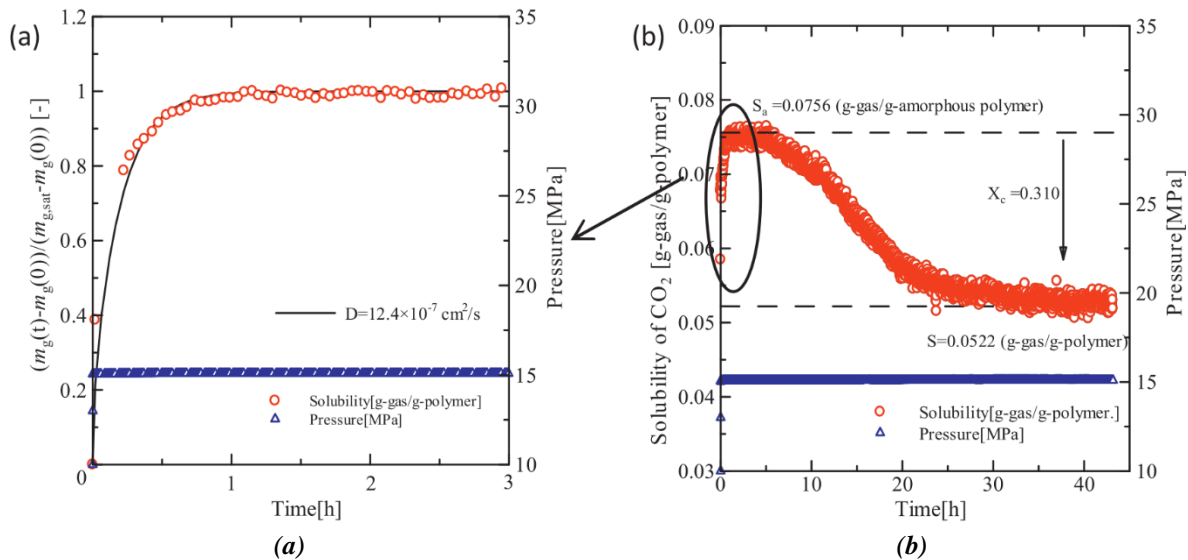 (a)
(m_g(t)-m_g(0))/(m_g,sat-m_g(0)) [-]
1.2
1
0.8
0.6
0.4
0.2
0
35
30
25
20
15
10
Pressure[MPa]
D=12.4×10⁻⁷ cm²/s
Solubility[g-gas/g-polymer]
Pressure[MPa]
0
1
2
3
Time[h]
(a)
(b)
Solubility of CO₂ [g-gas/g-polymer]
0.09
0.08
0.07
0.06
0.05
0.04
0.03
35
30
25
20
15
10
Pressure[MPa]
Sₐ =0.0756 (g-gas/g-amorphous polymer)
X_c =0.310
S=0.0522 (g-gas/g-polymer)
Solubility[g-gas/g-polymer.]
Pressure[MPa]
0
10
20
30
40
Time[h]
(b)